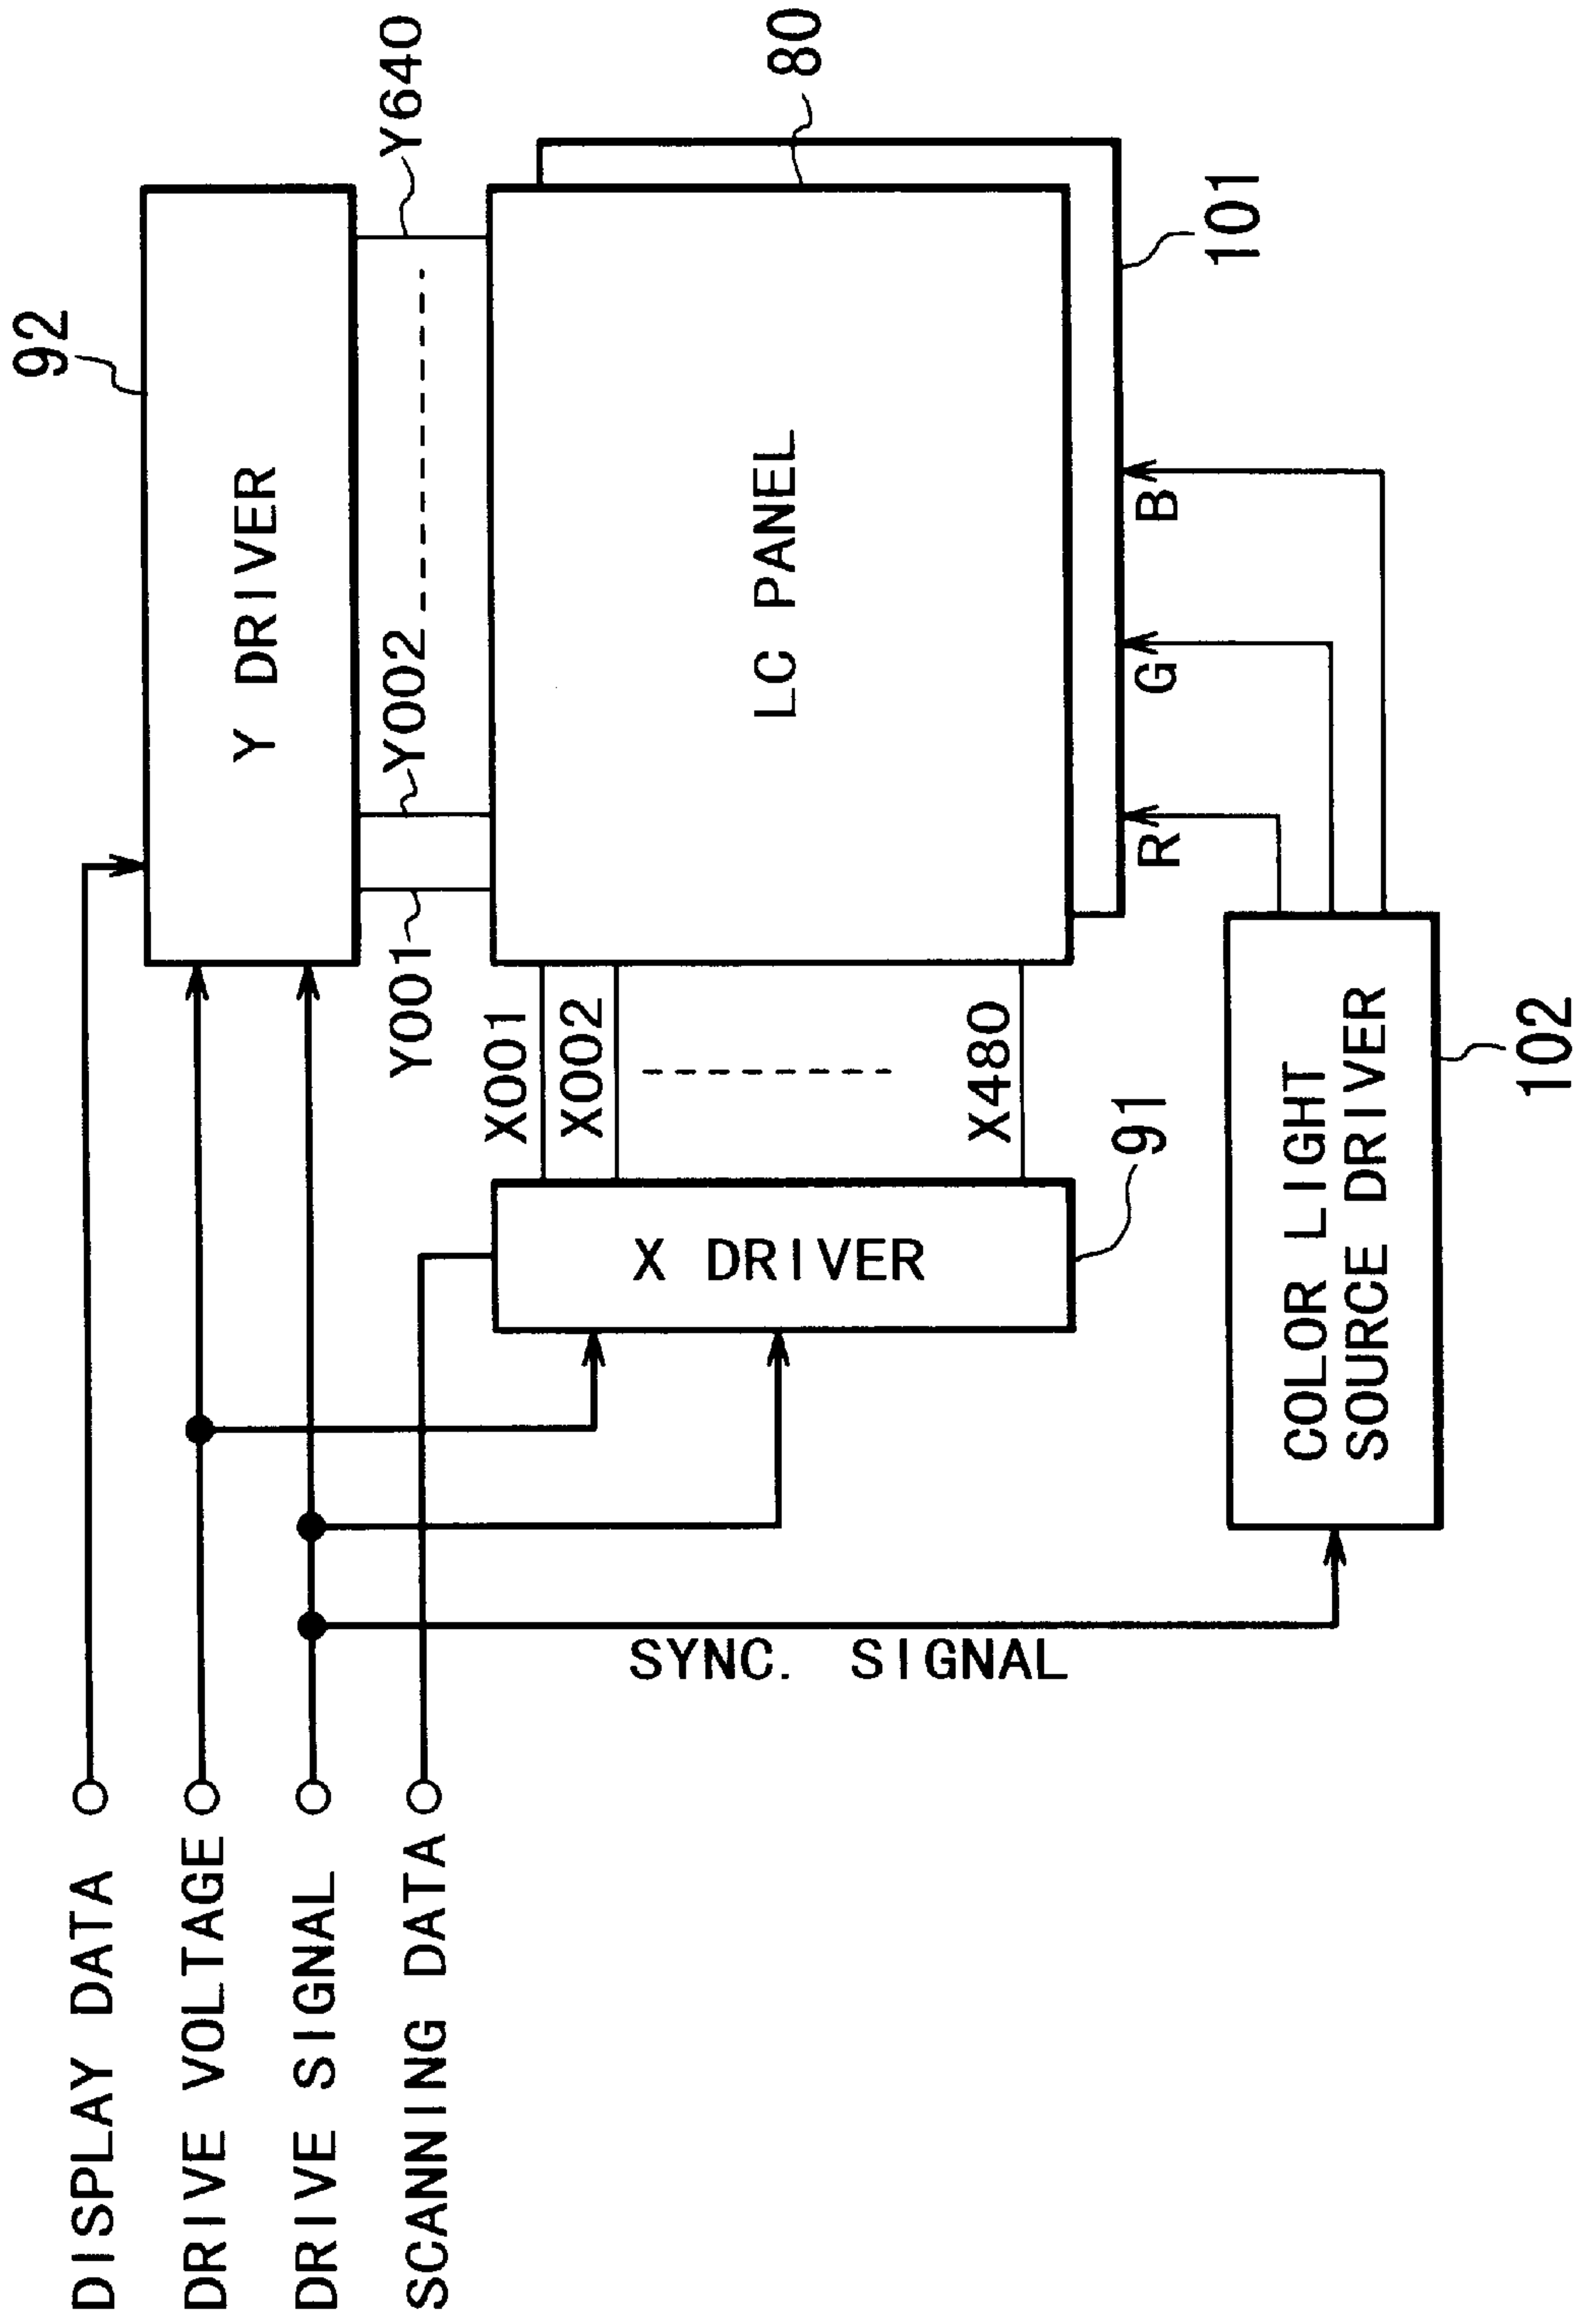 DISPLAY DATA
DRIVE VOLTAGE
DRIVE SIGNAL
SCANNING DATA
SYNC. SIGNAL
92
Y DRIVER
Y001
Y002
Y640
X001
X002
X480
X DRIVER
91
LC PANEL
80
101
R
G
B
COLOR LIGHT
SOURCE DRIVER
102